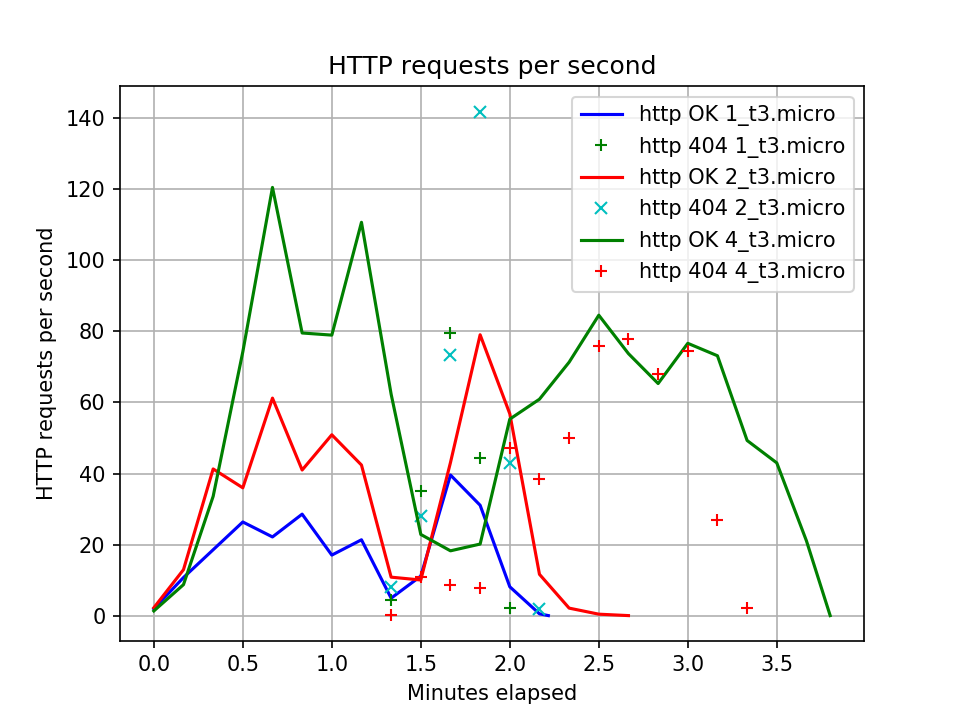 HTTP requests per second
HTTP requests per second
140
120
100
80
60
40
20
0
http OK 1_t3.micro
http 404 1_t3.micro
http OK 2_t3.micro
http 404 2_t3.micro
http OK 4_t3.micro
http 404 4_t3.micro
0.0 0.5 1.0 1.5 2.0 2.5 3.0 3.5
Minutes elapsed